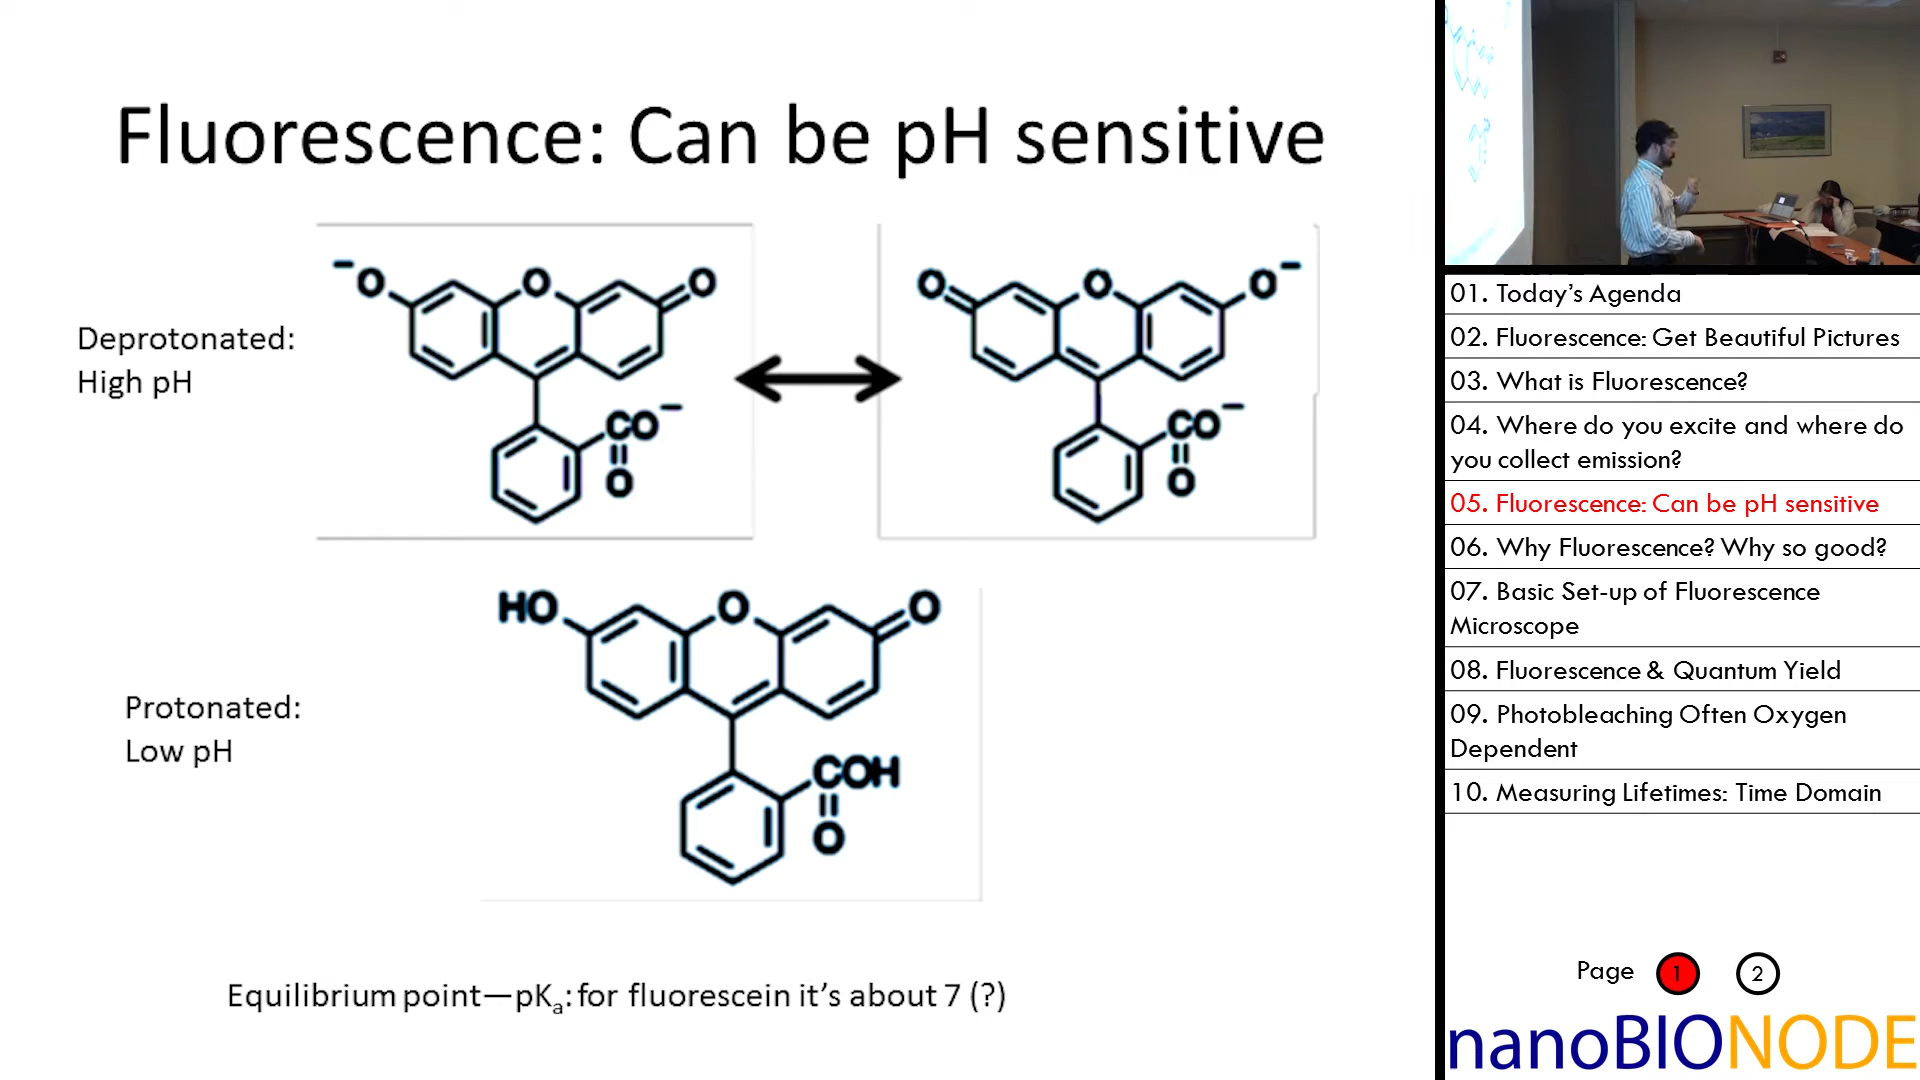 Fluorescence: Can be pH sensitive
Deprotonated:
High pH
−O
O
O
CO−
O
O
O
O−
CO−
O
Protonated:
Low pH
HO
O
O
COH
O
Equilibrium point—pKa: for fluorescein it's about 7 (?)
01. Today's Agenda
02. Fluorescence: Get Beautiful Pictures
03. What is Fluorescence?
04. Where do you excite and where do
you collect emission?
05. Fluorescence: Can be pH sensitive
06. Why Fluorescence? Why so good?
07. Basic Set-up of Fluorescence
Microscope
08. Fluorescence & Quantum Yield
09. Photobleaching Often Oxygen
Dependent
10. Measuring Lifetimes: Time Domain
Page 1 2
nanoBIONODE